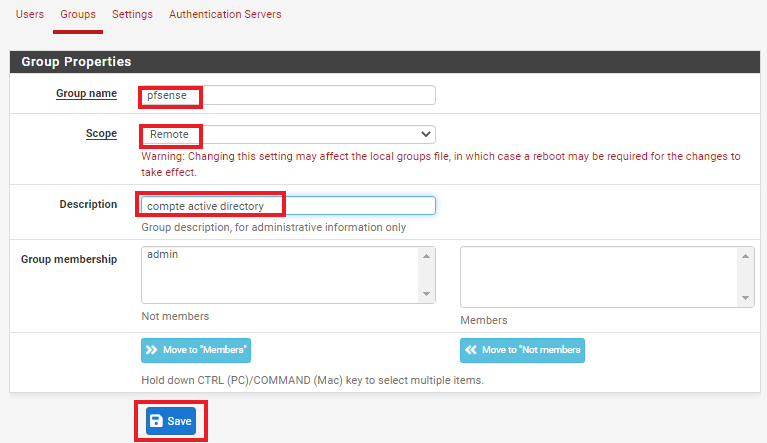 Users Groups Settings Authentication Servers
Group Properties
Group name pfsense
Scope Remote
Warning: Changing this setting may affect the local groups file, in which case a reboot may be required for the changes to
take effect.
Description compte active directory
Group description, for administrative information only
Group membership admin
Not members Members
Move to "Members" Move to "Not members
Hold down CTRL (PC)/COMMAND (Mac) key to select multiple items.
Save